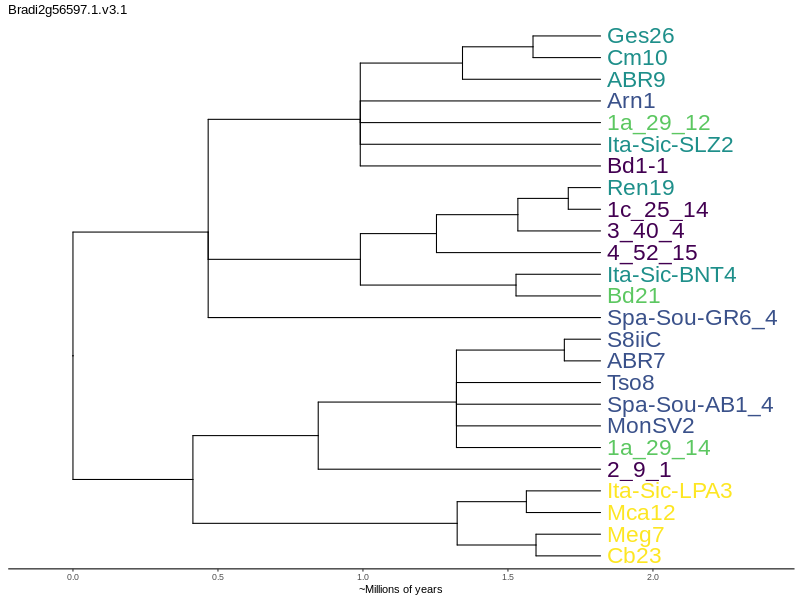 Bradi2g56597.1.v3.1
Ges26
Cm10
ABR9
Arn1
1a_29_12
Ita-Sic-SLZ2
Bd1-1
Ren19
1c_25_14
3_40_4
4_52_15
Ita-Sic-BNT4
Bd21
Spa-Sou-GR6_4
S8iiC
ABR7
Tso8
Spa-Sou-AB1_4
MonSV2
1a_29_14
2_9_1
Ita-Sic-LPA3
Mca12
Meg7
Cb23
0.0 0.5 1.0 1.5 2.0
~Millions of years